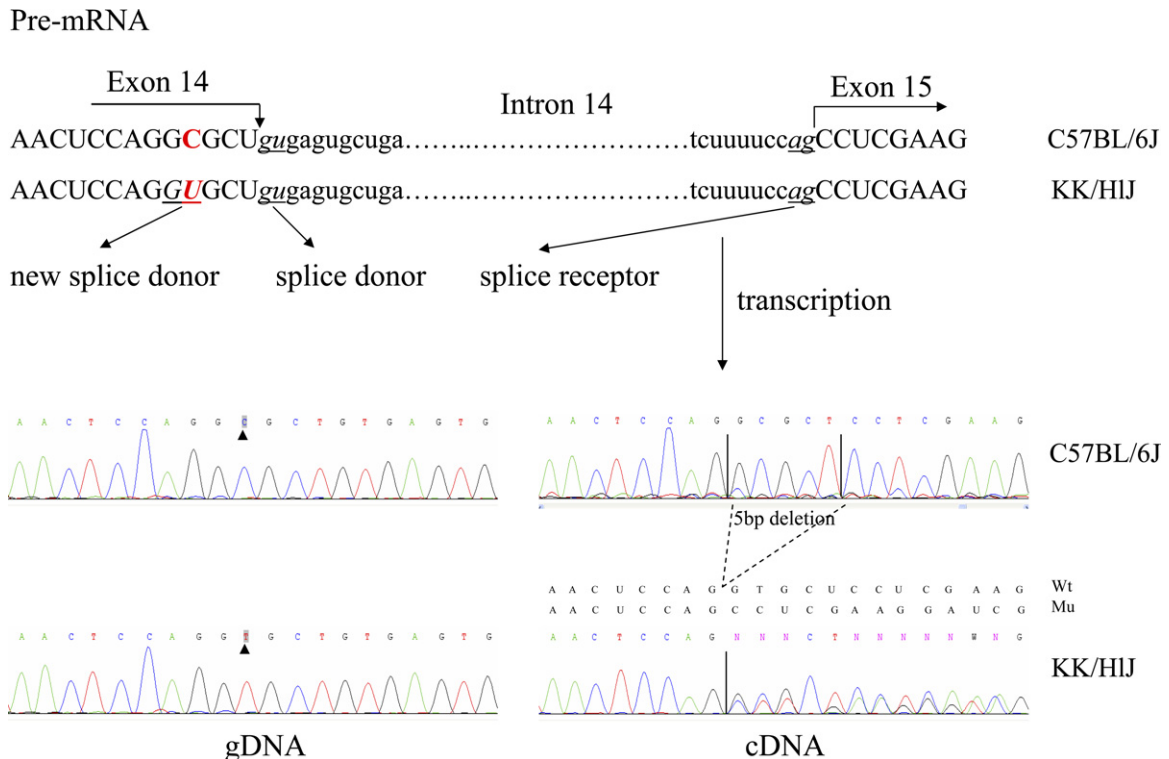 Pre-mRNA
Exon 14
Intron 14
Exon 15
AACUCCAGGCGCUgugagugcuga……..…………………………tcuuuuccagCCUCGAAG C57BL/6J
AACUCCAGGUGCUgugagugcuga……..…………………………tcuuuuccagCCUCGAAG KK/HlJ
new splice donor splice donor splice receptor
transcription
A A C T C C A G G C G C T G T G A G T G
A A C T C C A G G C G C T C C T C G A A G
C57BL/6J
5bp deletion
A A C U C C A G G T G C U C C U C G A A G Wt
A A C U C C A G C C U C G A A G G A U C G Mu
A A C T C C A G G T G C T G T G A G T G
A A C T C C A G N N N C T N N N N N W N G
KK/HlJ
gDNA cDNA